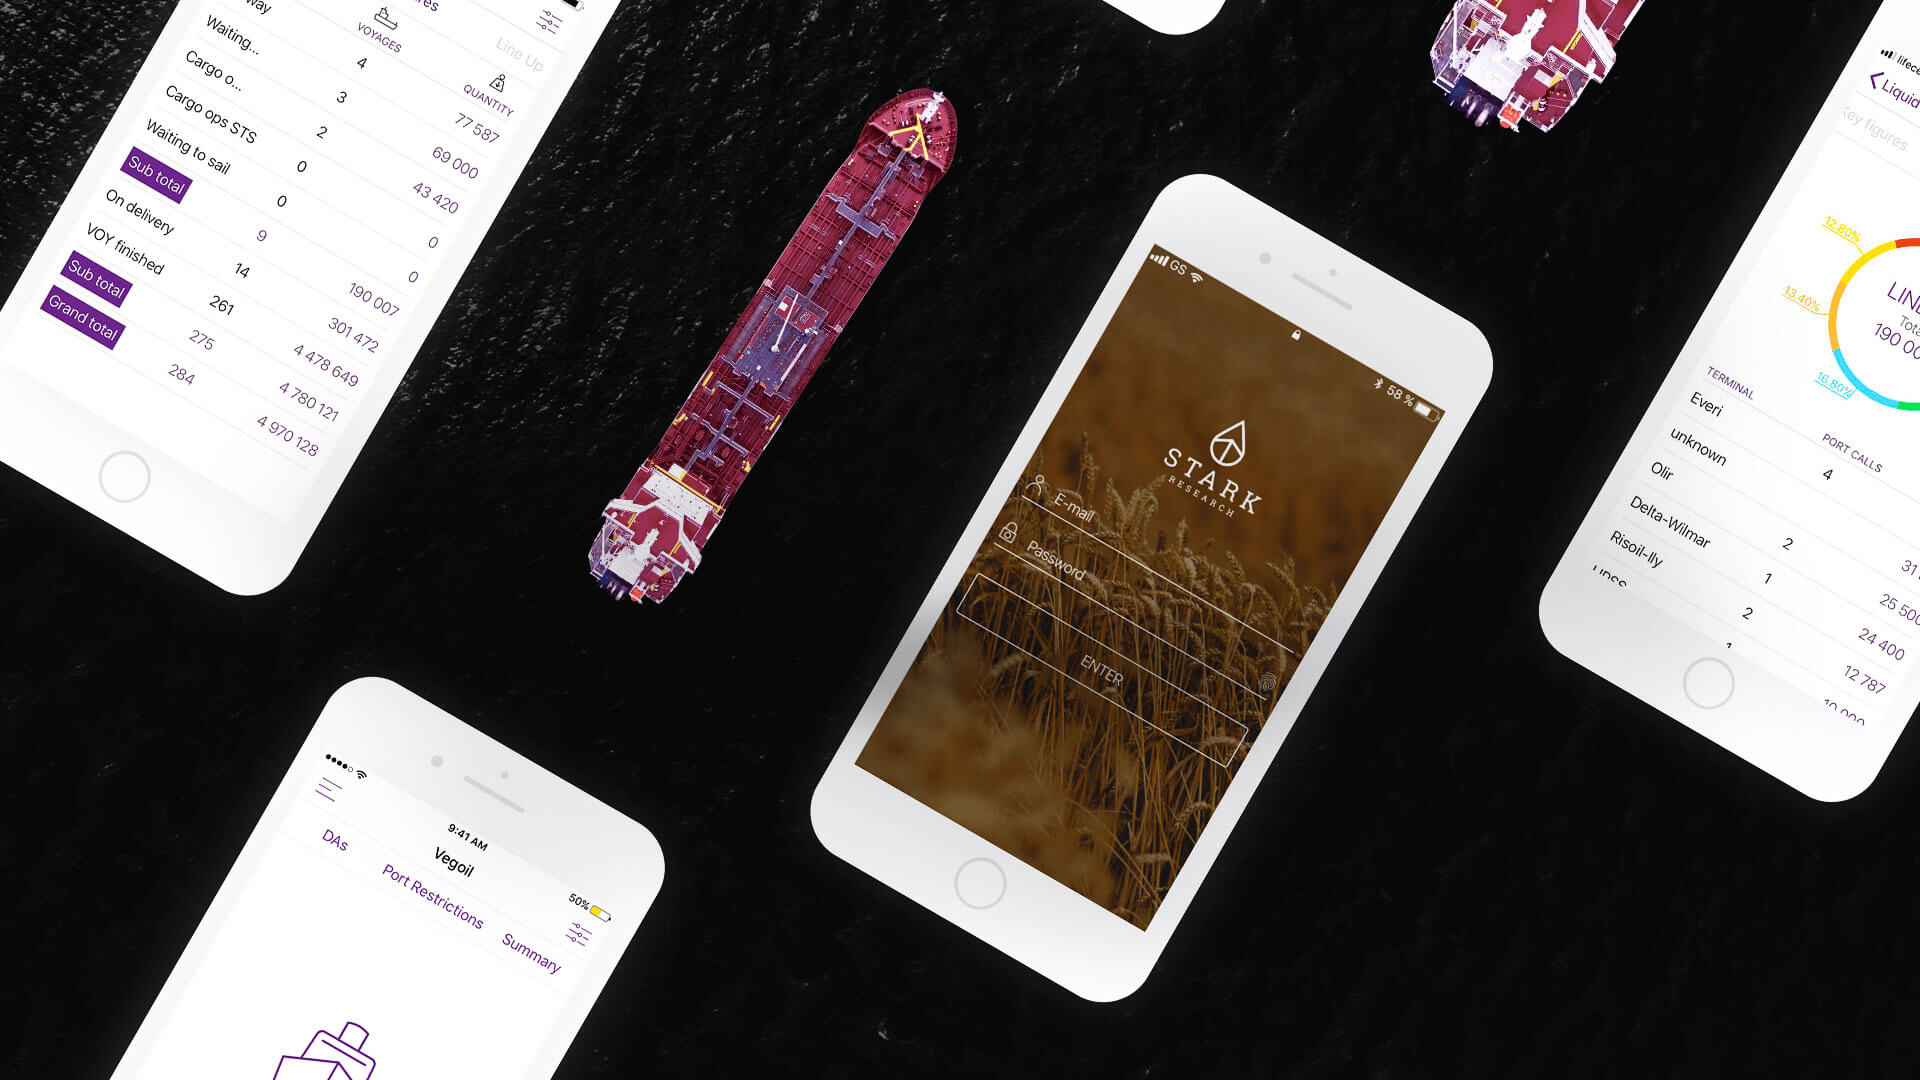 Line Up
VOYAGES
QUANTITY
4 77 587
Waiting... 3 69 000
Cargo o... 2 43 420
Cargo ops STS 0 0
Waiting to sail 0 0
Sub total 9 190 007
On delivery 14 301 472
VOY finished 261 4 478 649
Sub total 275 4 780 121
Grand total 284 4 970 128
9:41 AM
50%
Vegoil
DAs
Port Restrictions
Summary
GS
58 %
STARK
RESEARCH
E-mail
Password
ENTER
Key figures
12.80%
13.40%
16.80%
TERMINAL
PORT CALLS
Everi 4
unknown
Olir 2
Delta-Wilmar 1 25 500
Risoil-Ily 2 24 400
1 12 787
10 000